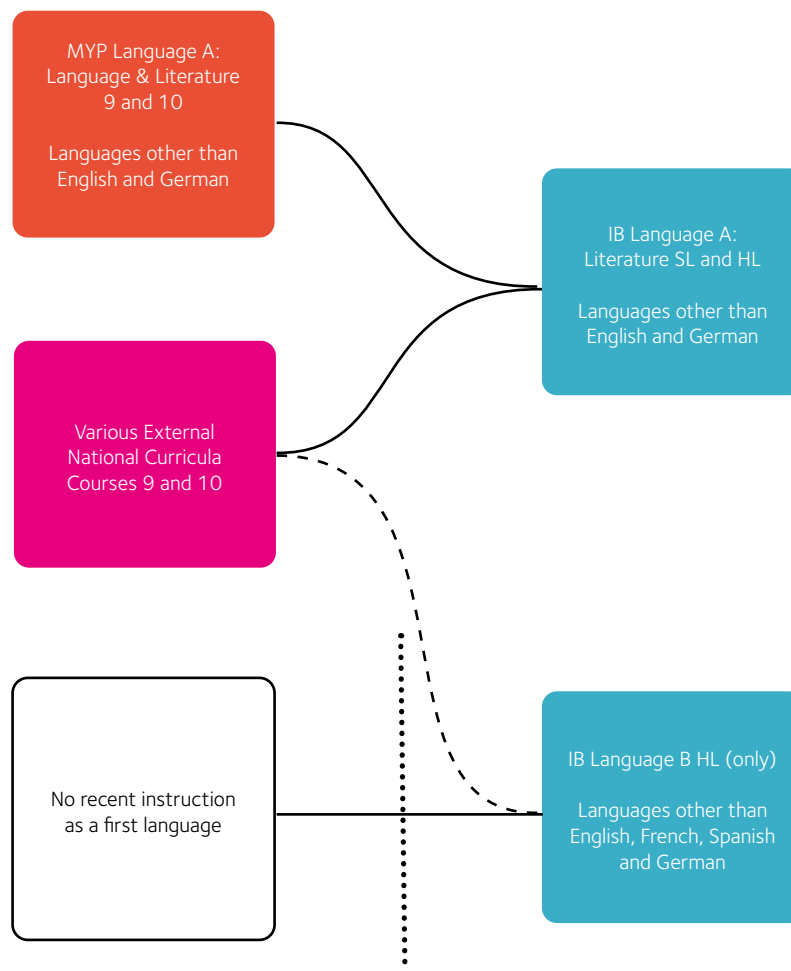 MYP Language A:
Language & Literature
9 and 10
Languages other than
English and German
IB Language A:
Literature SL and HL
Languages other than
English and German
Various External
National Curricula
Courses 9 and 10
No recent instruction
as a first language
IB Language B HL (only)
Languages other than
English, French, Spanish
and German